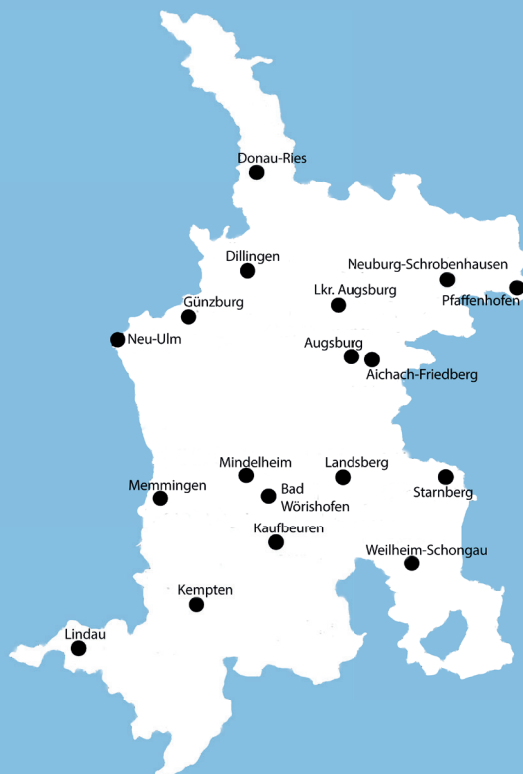 Donau-Ries
Dillingen
Neuburg-Schrobenhausen
Lkr. Augsburg
Pfaffenhofen
Günzburg
Neu-Ulm
Augsburg
Aichach-Friedberg
Mindelheim
Landsberg
Memmingen
Bad
Wörishofen
Starnberg
Kaufbeuren
Weilheim-Schongau
Kempten
Lindau